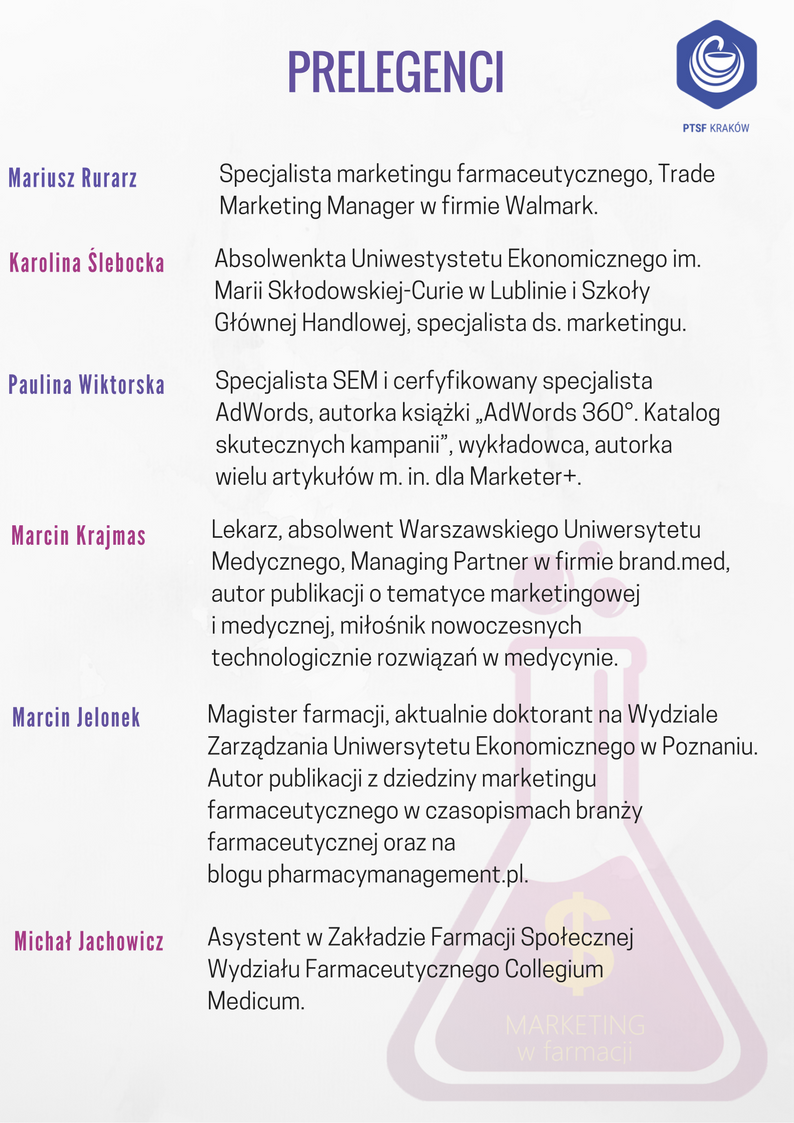 PRELEGENCI
PTSF KRAKÓW
Mariusz Rurarz
Specjalista marketingu farmaceutycznego, Trade
Marketing Manager w firmie Walmark.
Karolina Ślebocka
Absolwenkta Uniwestystetu Ekonomicznego im.
Marii Skłodowskiej-Curie w Lublinie i Szkoły
Głównej Handlowej, specjalista ds. marketingu.
Paulina Wiktorska
Specjalista SEM i cerfyfikowany specjalista
AdWords, autorka książki „AdWords 360°. Katalog
skutecznych kampanii”, wykładowca, autorka
wielu artykułów m. in. dla Marketer+.
Marcin Krajmas
Lekarz, absolwent Warszawskiego Uniwersytetu
Medycznego, Managing Partner w firmie brand.med,
autor publikacji o tematyce marketingowej
i medycznej, miłośnik nowoczesnych
technologicznie rozwiązań w medycynie.
Marcin Jelonek
Magister farmacji, aktualnie doktorant na Wydziale
Zarządzania Uniwersytetu Ekonomicznego w Poznaniu.
Autor publikacji z dziedziny marketingu
farmaceutycznego w czasopismach branży
farmaceutycznej oraz na
blogu pharmacymanagement.pl.
Michał Jachowicz
Asystent w Zakładzie Farmacji Społecznej
Wydziału Farmaceutycznego Collegium
Medicum.
$
MARKETING
w farmacji